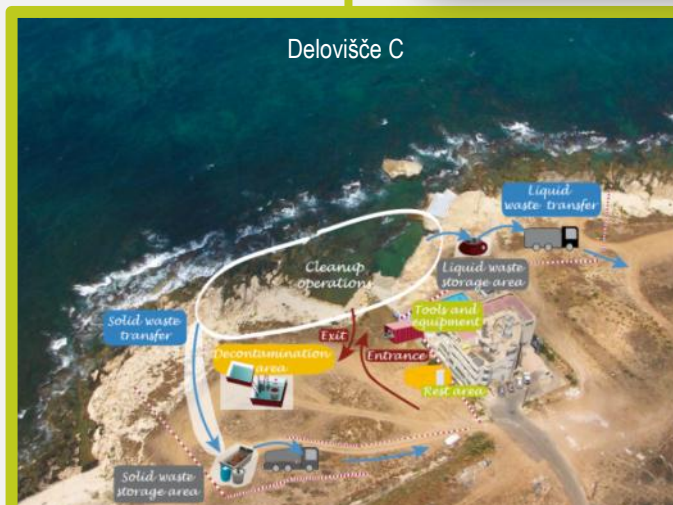 Delovišče C
Liquid
waste transfer
Cleanup
operations
Liquid waste
storage area
Solid waste
transfer
Tools and
equipment
Exit
Entrance
Decontamination
area
Rest area
Solid waste
storage area